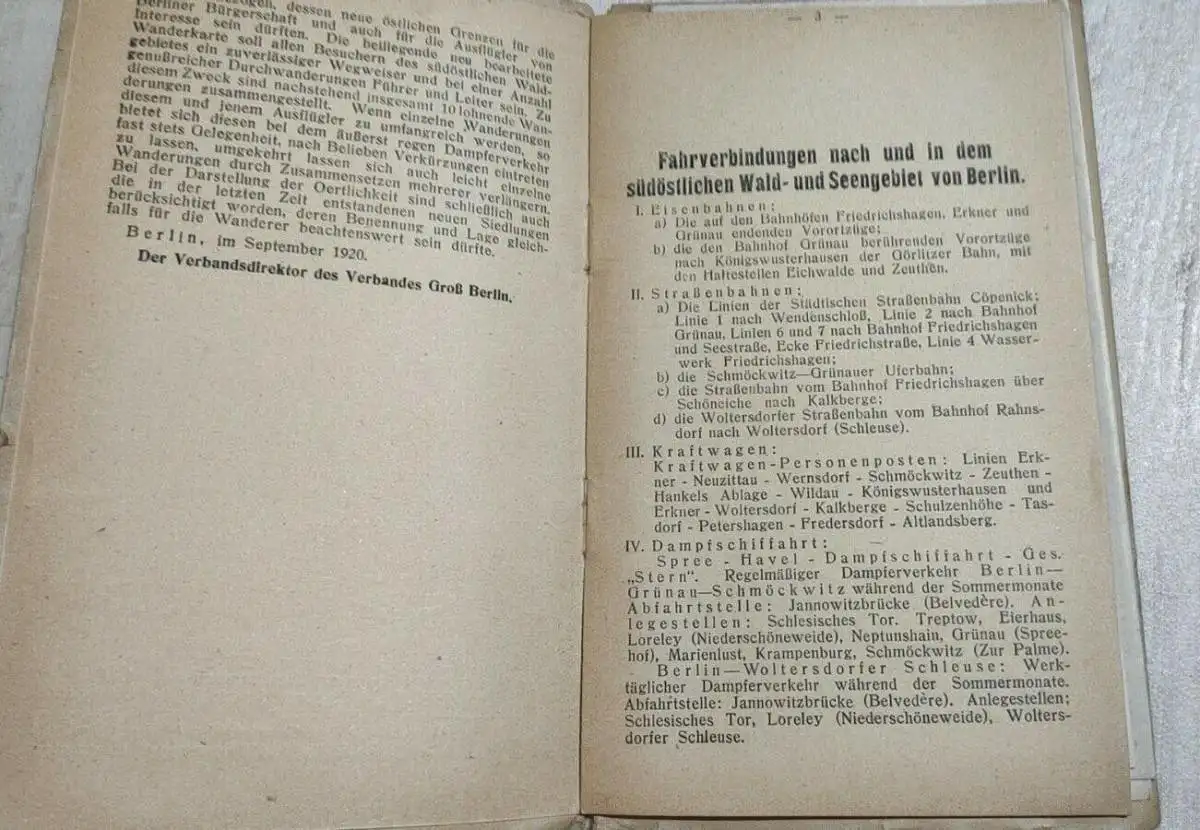 dessen neue östlichen Grenzen für die
Berliner Bürgerschaft und auch für die Ausflügler von
Interesse sein dürften. Die beiliegende neu bearbeitete
Wanderkarte soll allen Besuchern des südöstlichen Wald-
gebietes ein zuverlässiger Wegweiser und bei einer Anzahl
genußreicher Durchwanderungen Führer und Leiter sein. Zu
diesem Zweck sind nachstehend insgesamt 10 lohnende Wan-
derungen zusammengestellt. Wenn einzelne Wanderungen
diesem und jenem Ausflügler zu umfangreich werden, so
bietet sich diesen bei dem äußerst regen Dampferverkehr
fast stets Gelegenheit, nach Belieben Verkürzungen eintreten
zu lassen, umgekehrt lassen sich auch leicht einzelne
Wanderungen durch Zusammensetzen mehrerer verlängern.
Bei der Darstellung der Oertlichkeit sind schließlich auch
die in der letzten Zeit entstandenen neuen Siedlungen
berücksichtigt worden, deren Benennung und Lage gleich-
falls für die Wanderer beachtenswert sein dürfte.
Berlin, im September 1920.
Der Verbandsdirektor des Verbandes Groß Berlin.
— 3 —
Fahrverbindungen nach und in dem
südöstlichen Wald- und Seengebiet von Berlin.
I. Eisenbahnen:
a) Die auf den Bahnhöfen Friedrichshagen, Erkner und
Grünau endenden Vorortzüge;
b) die den Bahnhof Grünau berührenden Vorortzüge
nach Königswusterhausen der Görlitzer Bahn, mit
den Haltestellen Eichwalde und Zeuthen.
II. Straßenbahnen:
a) Die Linien der Städtischen Straßenbahn Cöpenick:
Linie 1 nach Wendenschloß, Linie 2 nach Bahnhof
Grünau, Linien 6 und 7 nach Bahnhof Friedrichshagen
und Seestraße, Ecke Friedrichstraße, Linie 4 Wasser-
werk Friedrichshagen;
b) die Schmöckwitz—Grünauer Uferbahn;
c) die Straßenbahn vom Bahnhof Friedrichshagen über
Schöneiche nach Kalkberge;
d) die Woltersdorfer Straßenbahn vom Bahnhof Rahns-
dorf nach Woltersdorf (Schleuse).
III. Kraftwagen:
Kraftwagen-Personenposten: Linien Erk-
ner - Neuzittau - Wernsdorf - Schmöckwitz - Zeuthen -
Hankels Ablage - Wildau - Königswusterhausen und
Erkner - Woltersdorf - Kalkberge - Schulzenhöhe - Tas-
dorf - Petershagen - Fredersdorf - Altlandsberg.
IV. Dampfschiffahrt:
Spree - Havel - Dampfschiffahrt - Ges.
„Stern“. Regelmäßiger Dampferverkehr Berlin—
Grünau—Schmöckwitz während der Sommermonate
Abfahrtstelle: Jannowitzbrücke (Belvedère). An-
legestellen: Schlesisches Tor. Treptow, Eierhaus,
Loreley (Niederschöneweide), Neptunshain, Grünau (Spree-
hof), Marienlust, Krampenburg, Schmöckwitz (Zur Palme).
Berlin—Woltersdorfer Schleuse: Werk-
täglicher Dampferverkehr während der Sommermonate.
Abfahrtstelle: Jannowitzbrücke (Belvedère). Anlegestellen;
Schlesisches Tor, Loreley (Niederschöneweide), Wolters-
dorfer Schleuse.